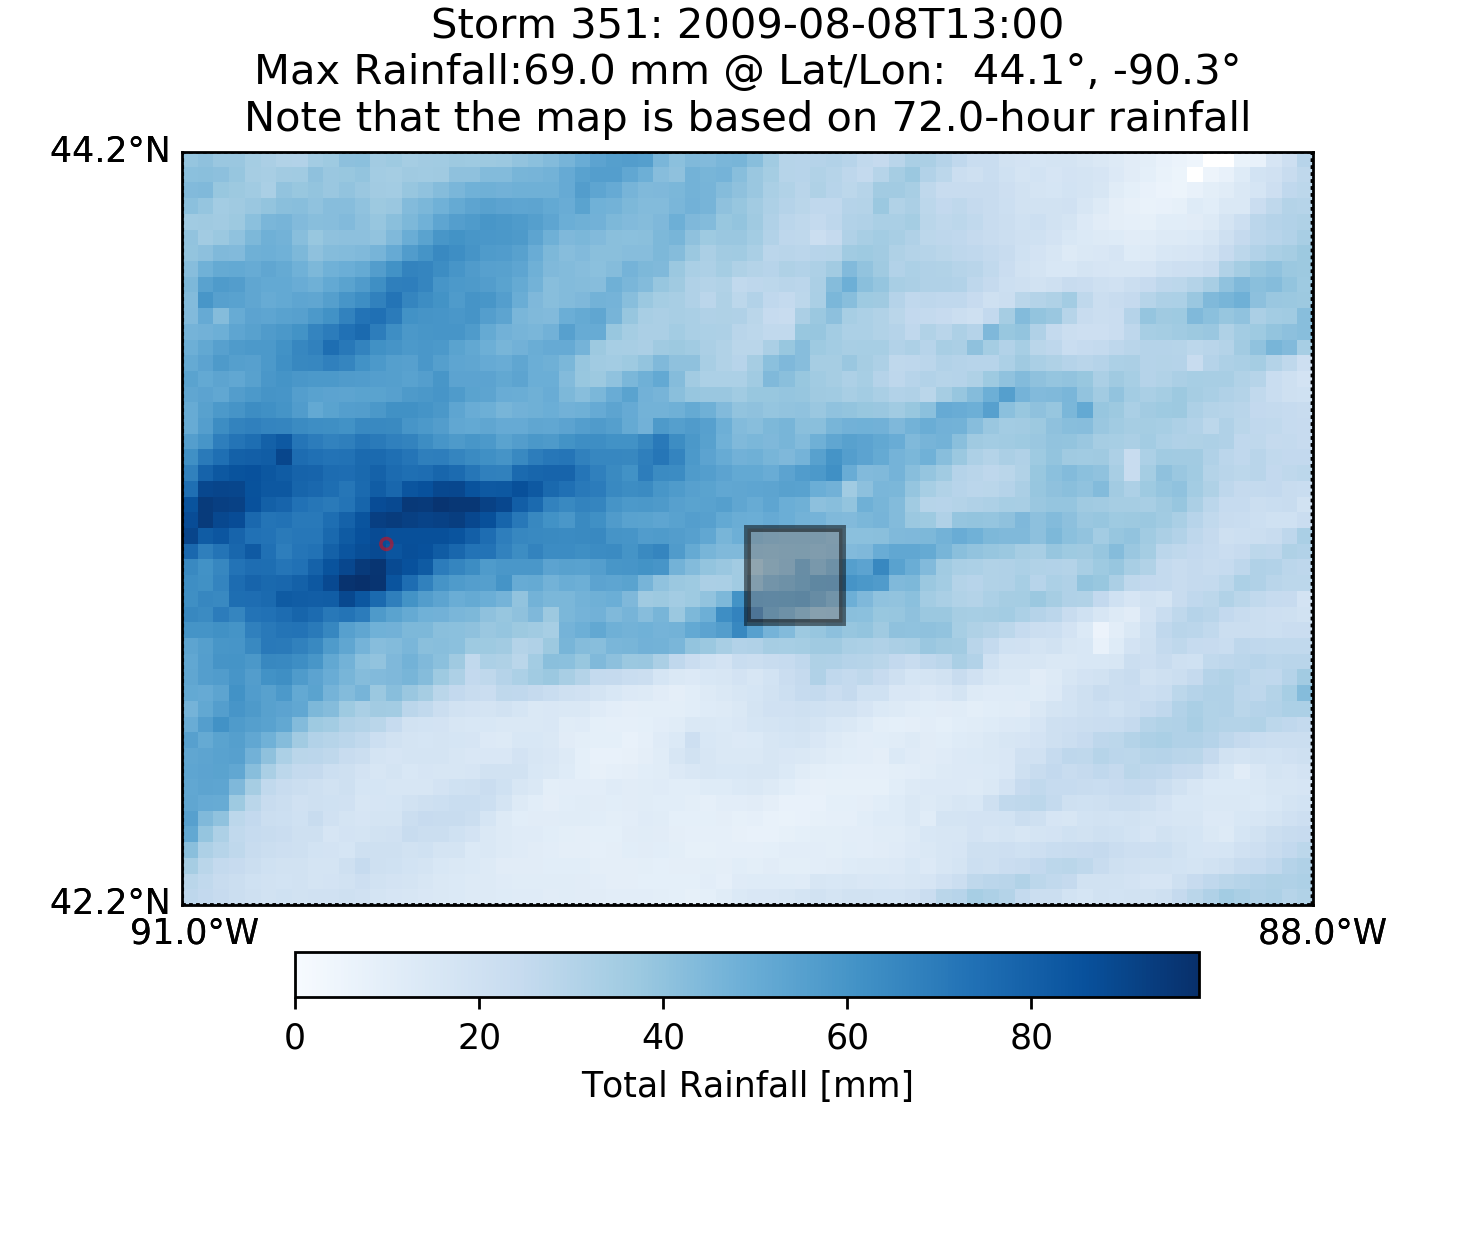 Storm 351: 2009-08-08T13:00
Max Rainfall:69.0 mm @ Lat/Lon:  44.1°, -90.3°
Note that the map is based on 72.0-hour rainfall
44.2°N
42.2°N
91.0°W
88.0°W
0
20
40
60
80
Total Rainfall [mm]